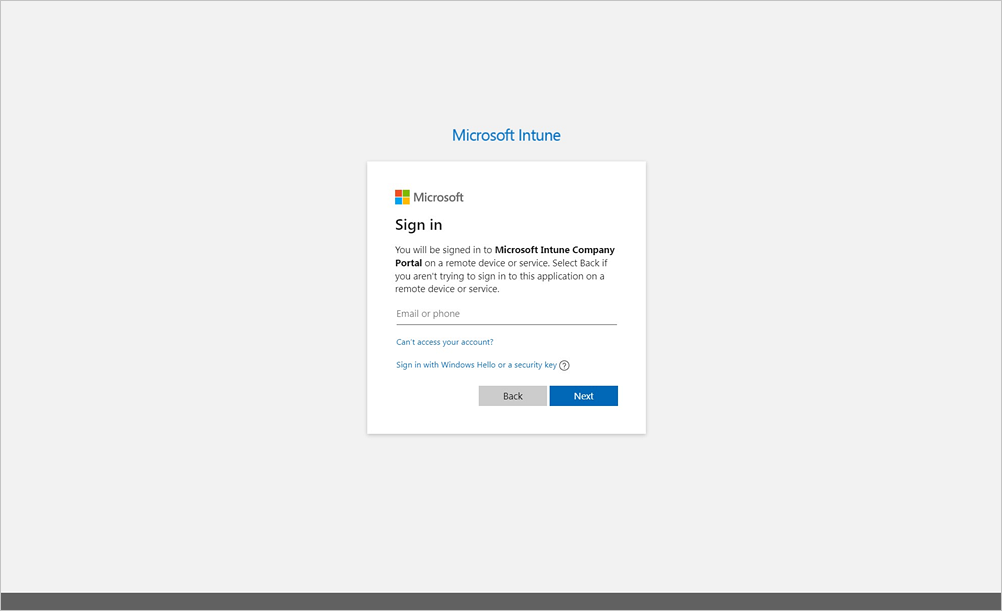 Microsoft Intune
Microsoft
Sign in
You will be signed in to Microsoft Intune Company
Portal on a remote device or service. Select Back if
you aren't trying to sign in to this application on a
remote device or service.
Email or phone
Can't access your account?
Sign in with Windows Hello or a security key ?
Back Next